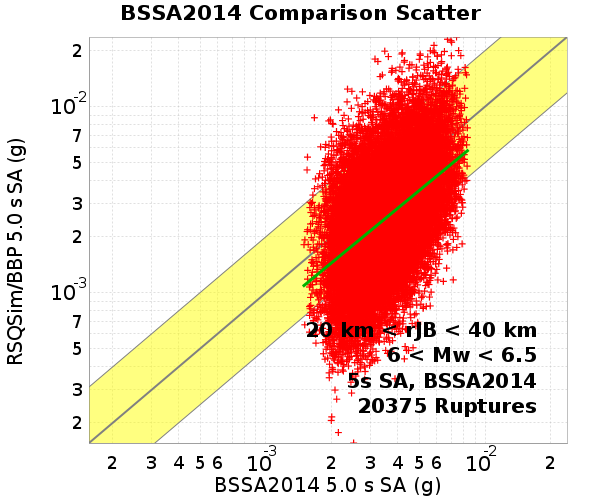 BSSA2014 Comparison Scatter
RSQSim/BBP 5.0 s SA (g)
2
10-2
7
5
3
2
10-3
7
5
3
2
20 km < rJB < 40 km
6 < Mw < 6.5
5s SA, BSSA2014
20375 Ruptures
2 3 4 5 6 10-3 2 3 4 5 6 10-2 2
BSSA2014 5.0 s SA (g)